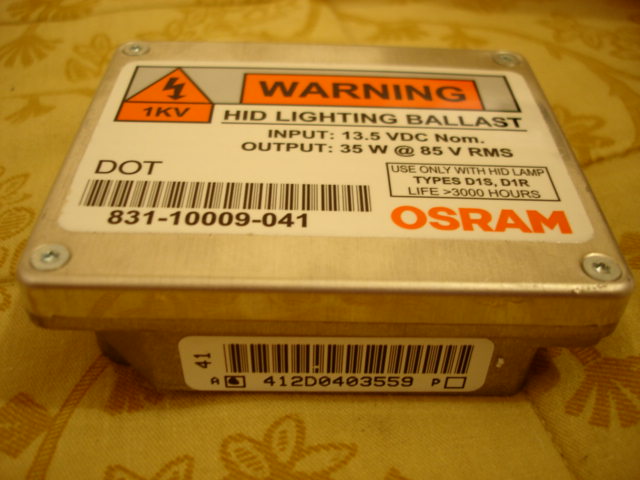 WARNING
1KV
HID LIGHTING BALLAST
INPUT: 13.5 VDC Nom.
OUTPUT: 35 W @ 85 V RMS
DOT
USE ONLY WITH HID LAMP
TYPES D1S, D1R
LIFE >3000 HOURS
831-10009-041
OSRAM
41
A 412D0403559 P